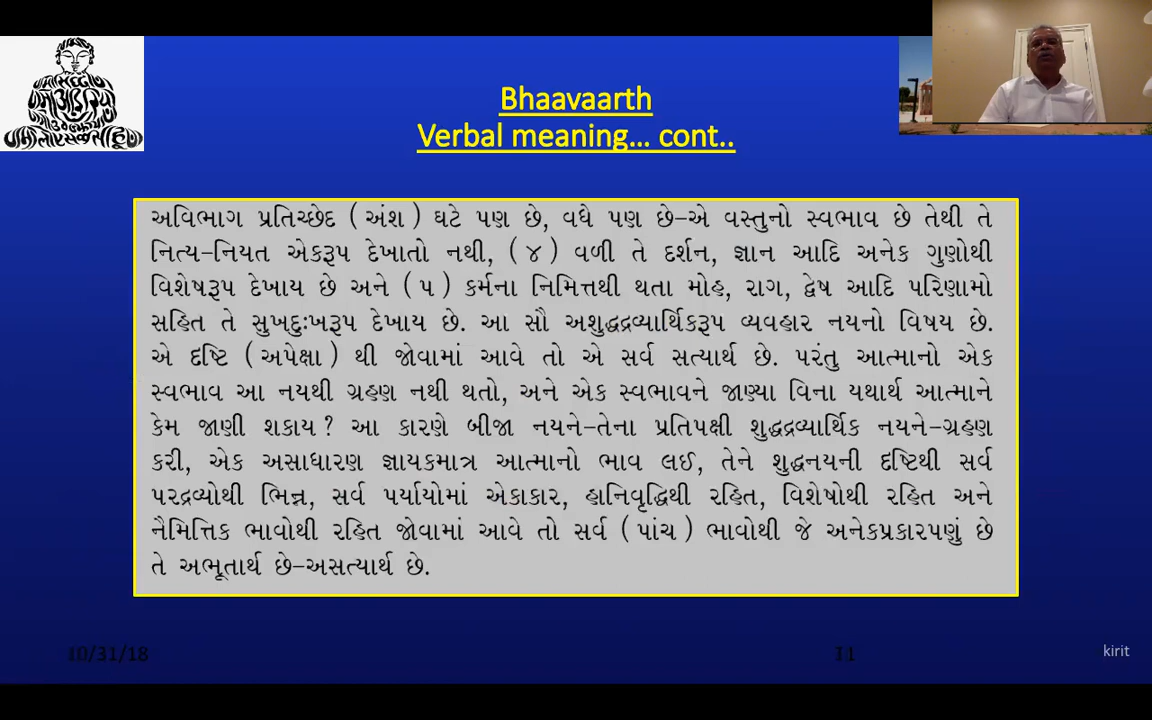 Bhaavaarth
Verbal meaning... cont..
અવિભાગ પ્રતિચ્છેદ (અંશ) ઘટે પણ છે, વધે પણ છે–એ વસ્તુનો સ્વભાવ છે તેથી તે
નિત્ય–નિયત એકરૂપ દેખાતો નથી, (૪) વળી તે દર્શન, જ્ઞાન આદિ અનેક ગુણોથી
વિશેષરૂપ દેખાય છે અને (૫) કર્મના નિમિત્તથી થતા મોહ, રાગ, દ્વેષ આદિ પરિણામો
સહિત તે સુખદુઃખરૂપ દેખાય છે. આ સૌ અશુદ્ધદ્રવ્યાર્થિકરૂપ વ્યવહાર નયનો વિષય છે.
એ દષ્ટિ (અપેક્ષા) થી જોવામાં આવે તો એ સર્વ સત્યાર્થ છે. પરંતુ આત્માનો એક
સ્વભાવ આ નયથી ગ્રહણ નથી થતો, અને એક સ્વભાવને જાણ્યા વિના યથાર્થ આત્માને
કેમ જાણી શકાય? આ કારણે બીજા નયને–તેના પ્રતિપક્ષી શુદ્ધદ્રવ્યાર્થિક નયને–ગ્રહણ
કરી, એક અસાધારણ જ્ઞાયકમાત્ર આત્માનો ભાવ લઈ, તેને શુદ્ધનયની દષ્ટિથી સર્વ
પરદ્રવ્યોથી ભિન્ન, સર્વ પર્યાયોમાં એકાકાર, હાનિવૃદ્ધિથી રહિત, વિશેષોથી રહિત અને
નૈમિત્તિક ભાવોથી રહિત જોવામાં આવે તો સર્વ (પાંચ) ભાવોથી જે અનેકપ્રકારપણું છે
તે અભૂતાર્થ છે–અસત્યાર્થ છે.
10/31/18
11
kirit